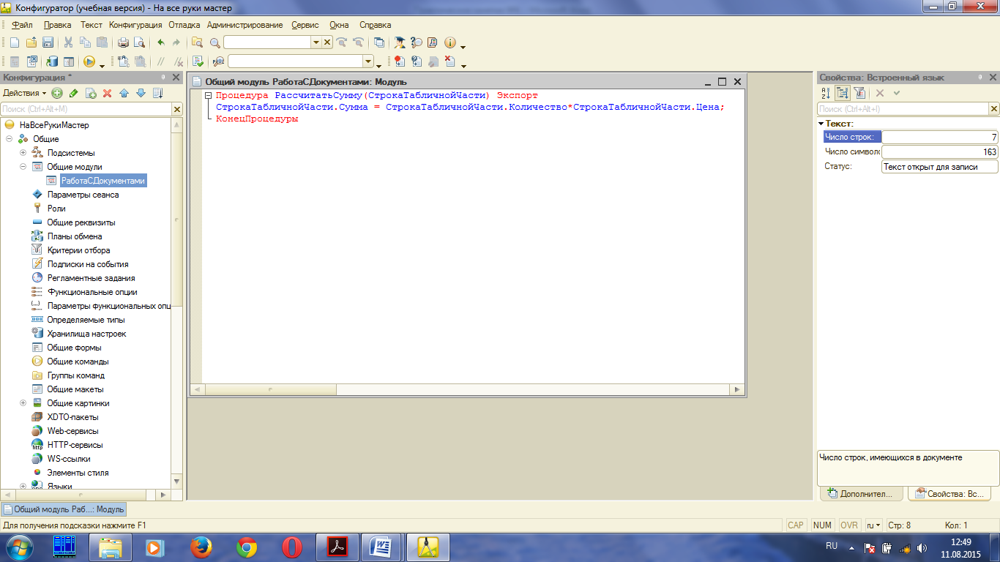 Конфигуратор (учебная версия) - На все руки мастер
Файл Правка Текст Конфигурация Отладка Администрирование Сервис Окна Справка
Конфигурация *
Действия
Поиск (Ctrl+Alt+M)
НаВсеРукиМастер
Общие
Подсистемы
Общие модули
РаботаСДокументами
Параметры сеанса
Роли
Общие реквизиты
Планы обмена
Критерии отбора
Подписки на события
Регламентные задания
Функциональные опции
Параметры функциональных опц
Определяемые типы
Хранилища настроек
Общие формы
Общие команды
Группы команд
Общие макеты
Общие картинки
XDTO-пакеты
Web-сервисы
HTTP-сервисы
WS-ссылки
Элементы стиля
Языки
Общий модуль РаботаСДокументами: Модуль
Процедура РассчитатьСумму(СтрокаТабличнойЧасти) Экспорт
СтрокаТабличнойЧасти.Сумма = СтрокаТабличнойЧасти.Количество*СтрокаТабличнойЧасти.Цена;
КонецПроцедуры
Свойства: Встроенный язык
Поиск (Ctrl+Alt+I)
Текст:
Число строк: 7
Число символо 163
Статус: Текст открыт для записи
Число строк, имеющихся в документе
Дополнител... Свойства: Вс...
Общий модуль Раб...: Модуль
Для получения подсказки нажмите F1 CAP NUM OVR ru Стр: 8 Кол: 1
RU 12:49
11.08.2015